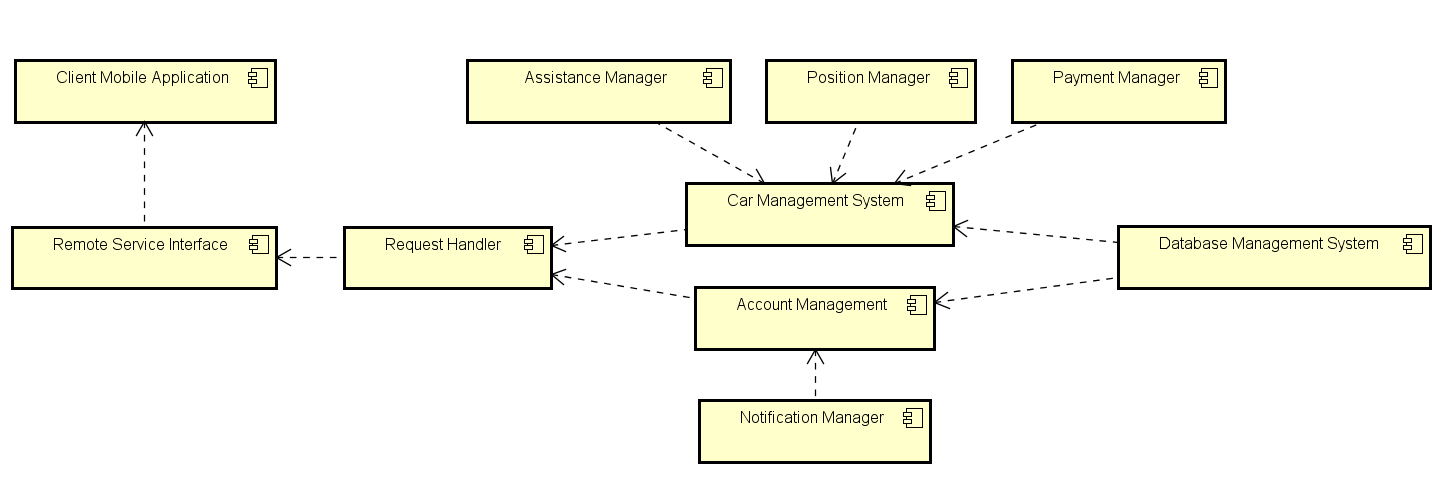 Client Mobile Application
Assistance Manager
Position Manager
Payment Manager
Car Management System
Remote Service Interface
Request Handler
Database Management System
Account Management
Notification Manager